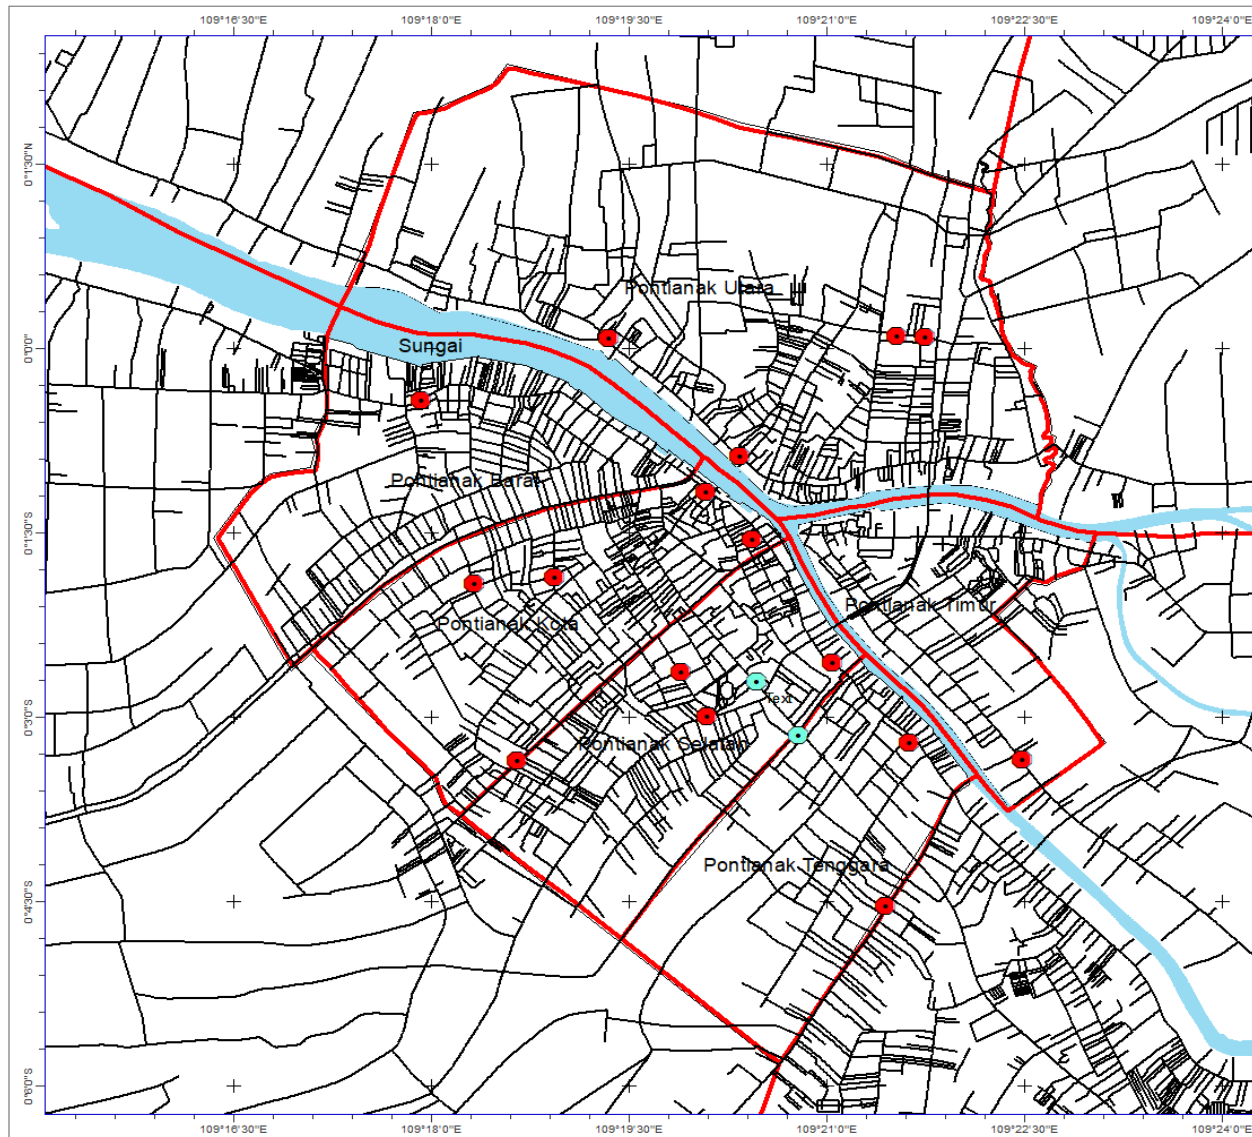 109°16'30"E 109°18'0"E 109°19'30"E 109°21'0"E 109°22'30"E 109°24'0"E
0°1'30"N
Pontianak Utara
0°0'0"
Sungai
Pontianak Barat
0°1'30"S
Pontianak Timur
Pontianak Kota
Text
0°3'0"S
Pontianak Selatan
Pontianak Tenggara
0°4'30"S
0°6'0"S
109°16'30"E 109°18'0"E 109°19'30"E 109°21'0"E 109°22'30"E 109°24'0"E